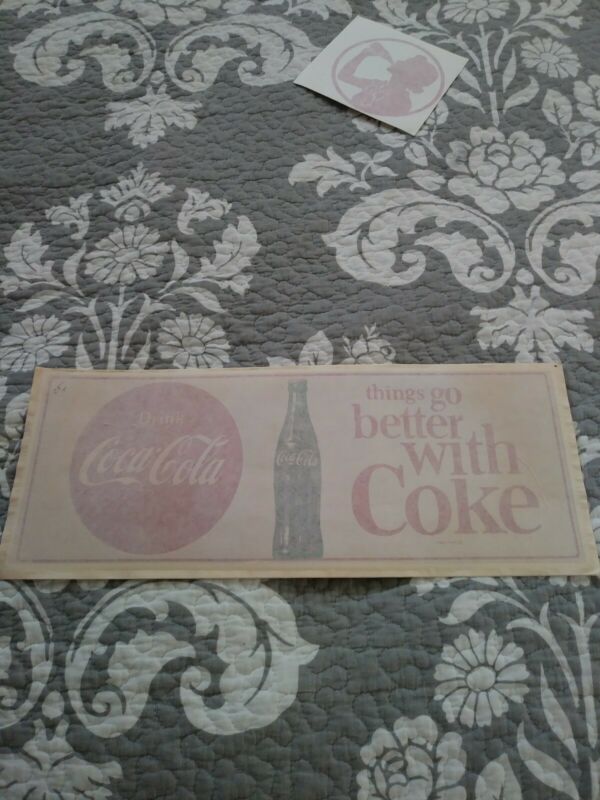 Drink
Coca-Cola
Coca-Cola
things go
better
with
Coke